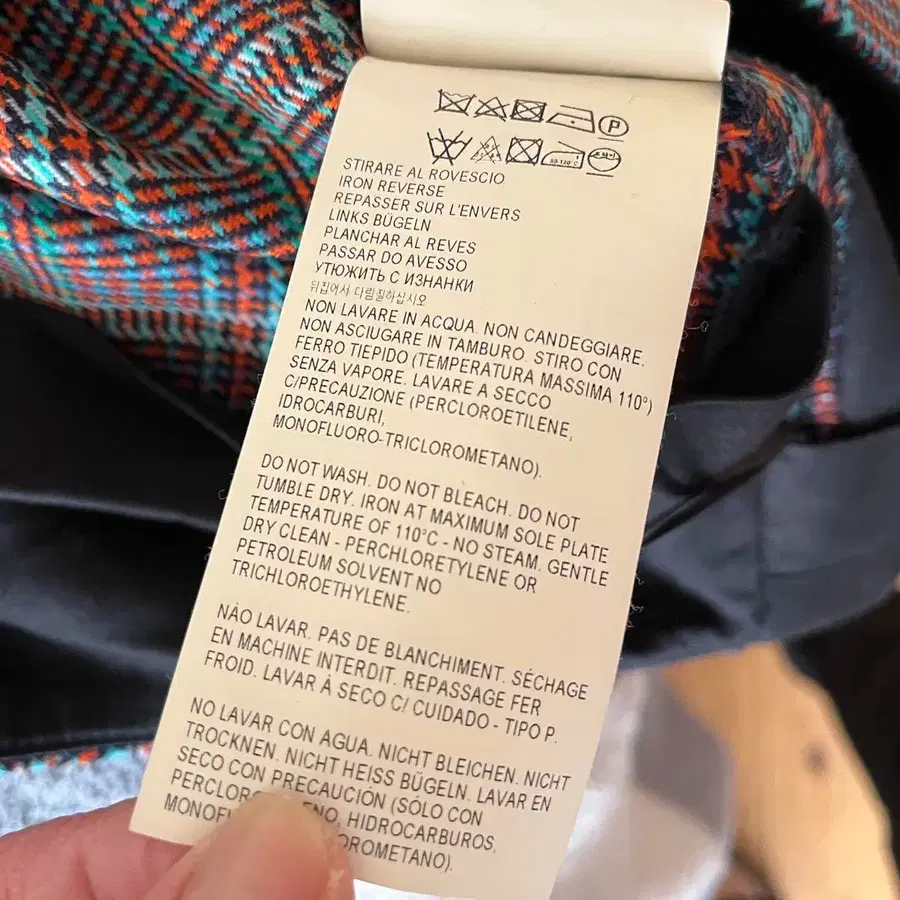 P
80-120°C
STIRARE AL ROVESCIO
IRON REVERSE
REPASSER SUR L'ENVERS
LINKS BÜGELN
PLANCHAR AL REVES
PASSAR DO AVESSO
УТЮЖИТЬ С ИЗНАНКИ
뒤집어서 다림질하십시오
NON LAVARE IN ACQUA. NON CANDEGGIARE.
NON ASCIUGARE IN TAMBURO. STIRO CON
FERRO TIEPIDO (TEMPERATURA MASSIMA 110°)
SENZA VAPORE. LAVARE A SECCO
C/PRECAUZIONE (PERCLOROETILENE,
IDROCARBURI,
MONOFLUORO-TRICLOROMETANO).
DO NOT WASH. DO NOT BLEACH. DO NOT
TUMBLE DRY. IRON AT MAXIMUM SOLE PLATE
TEMPERATURE OF 110°C - NO STEAM. GENTLE
DRY CLEAN - PERCHLORETYLENE OR
PETROLEUM SOLVENT NO
TRICHLOROETHYLENE.
NÃO LAVAR. PAS DE BLANCHIMENT. SÉCHAGE
EN MACHINE INTERDIT. REPASSAGE FER
FROID. LAVAR À SECO C/ CUIDADO - TIPO P.
NO LAVAR CON AGUA. NICHT BLEICHEN. NICHT
TROCKNEN. NICHT HEISS BÜGELN. LAVAR EN
SECO CON PRECAUCIÓN (SÓLO CON
HIDROCARBUROS,